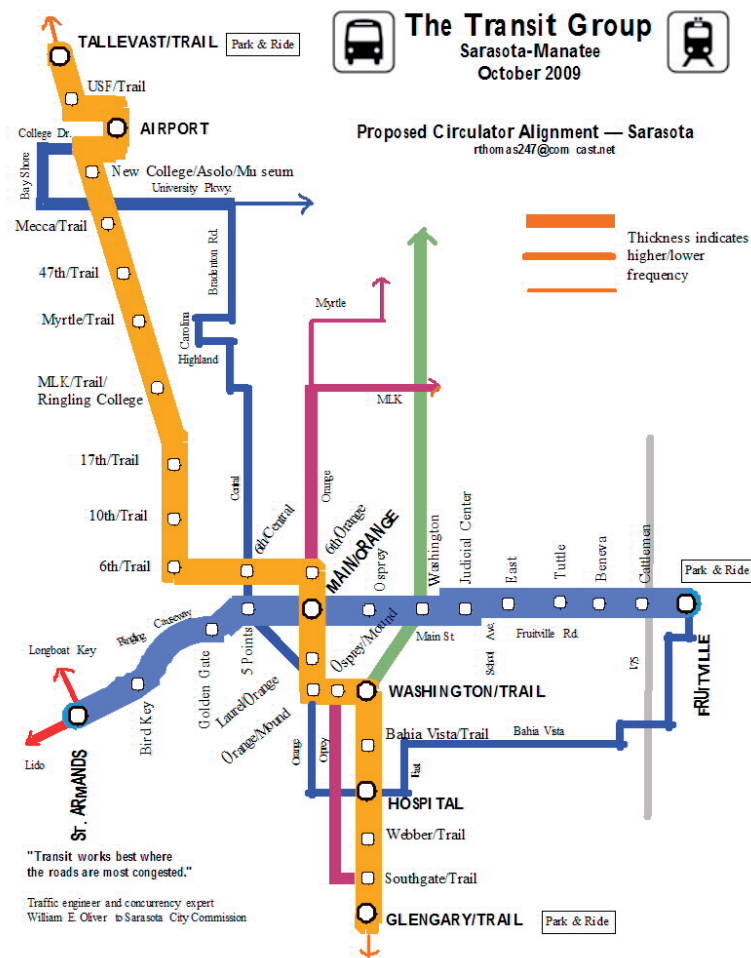 The Transit Group
Sarasota-Manatee
October 2009
Proposed Circulator Alignment — Sarasota
rthomas247@com cast.net
Thickness indicates
higher/lower
frequency
TALLEVAST/TRAIL
Park & Ride
USF/Trail
College Dr.
AIRPORT
Bay Shore
New College/Asolo/Mu seum
University Pkwy.
Mecca/Trail
Bradenton Rd.
47th/Trail
Myrtle/Trail
Carolina
Highland
Myrtle
MLK/Trail/
Ringling College
MLK
17th/Trail
Central
Orange
10th/Trail
6th/Trail
6th/Central
6th/Orange
MAIN/ORANGE
Osprey
Washington
Judicial Center
East
Tuttle
Beneva
Cattlemen
Park & Ride
Ringling Causeway
Longboat Key
Golden Gate
5 Points
Osprey/Mound
Main St.
School Ave.
Fruitville Rd.
I-75
FRUITVILLE
Bird Key
Laurel/Orange
Orange/Mound
WASHINGTON/TRAIL
Lido
ST. ARMANDS
Orange
Osprey
Bahia Vista/Trail
East
Bahia Vista
HOSPITAL
Webber/Trail
Southgate/Trail
GLENGARY/TRAIL
Park & Ride
"Transit works best where
the roads are most congested."
Traffic engineer and concurrency expert
William E. Oliver to Sarasota City Commission